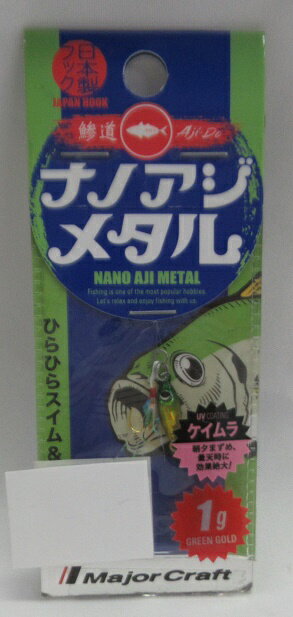 日本製
フック
JAPAN HOOK
鯵道
Aji-Do
ナノアジ
メタル
NANO AJI METAL
Fishing is one of the most popular hobbies.
Let's relax and enjoy fishing with us.
ひらひらスイム&
UV COATING
ケイムラ
朝夕まずめ、
曇天時に
効果絶大!
1g
GREEN GOLD
Major Craft